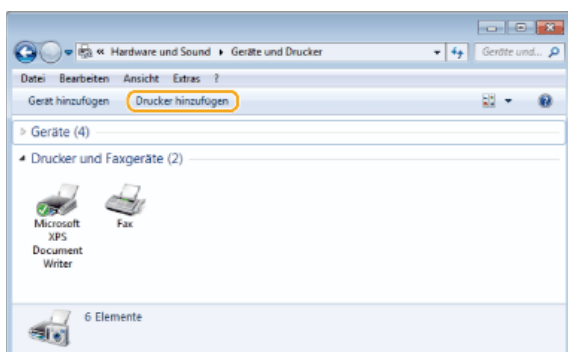 « Hardware und Sound ▸ Geräte und Drucker
Geräte und...
Datei Bearbeiten Ansicht Extras ?
Gerät hinzufügen Drucker hinzufügen
Geräte (4)
Drucker und Faxgeräte (2)
Microsoft
XPS
Document
Writer
Fax
6 Elemente